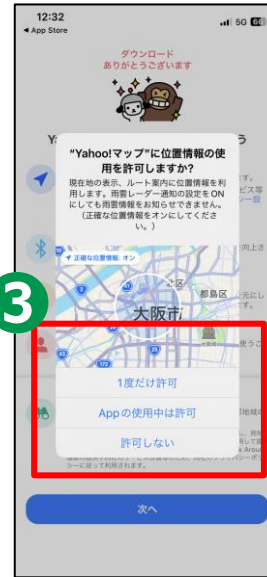 12:32
5G 60
◀ App Store
ダウンロード
ありがとうございます
"Yahoo!マップ"に位置情報の使
用を許可しますか?
現在地の表示、ルート案内に位置情報を利
用します。雨雲レーダー通知の設定をON
にしても雨雲情報をお知らせできません。
(正確な位置情報をオンにしてくださ
い。)
正確な位置情報: オン
北区
都島区
大阪市
3
1度だけ許可
Appの使用中は許可
許可しない
次へ